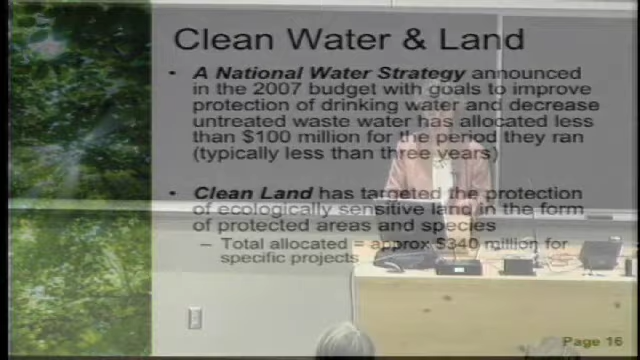 Clean Water & Land
• A National Water Strategy announced
in the 2007 budget with goals to improve
protection of drinking water and decrease
untreated waste water has allocated less
than $100 million for the period they ran
(typically less than three years)
• Clean Land has targeted the protection
of ecologically sensitive land in the form
of protected areas and species
– Total allocated = approx $340 million for
specific projects
Page 16